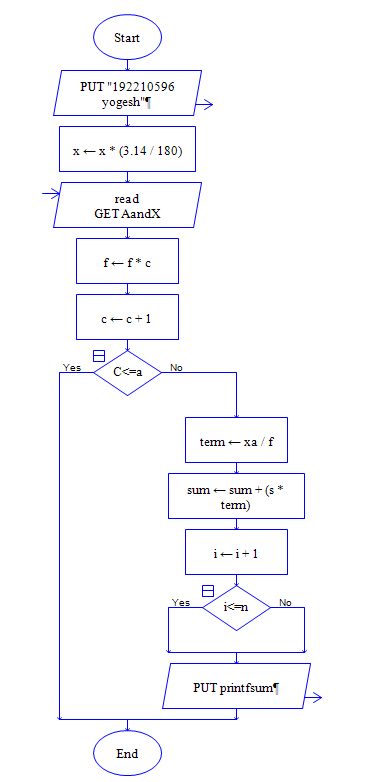 Start
PUT "192210596
yogesh"¶
x ← x * (3.14 / 180)
read
GET AandX
f ← f * c
c ← c + 1
Yes
C<=a
No
term ← xa / f
sum ← sum + (s *
term)
i ← i + 1
Yes
i<=n
No
PUT printfsum¶
End